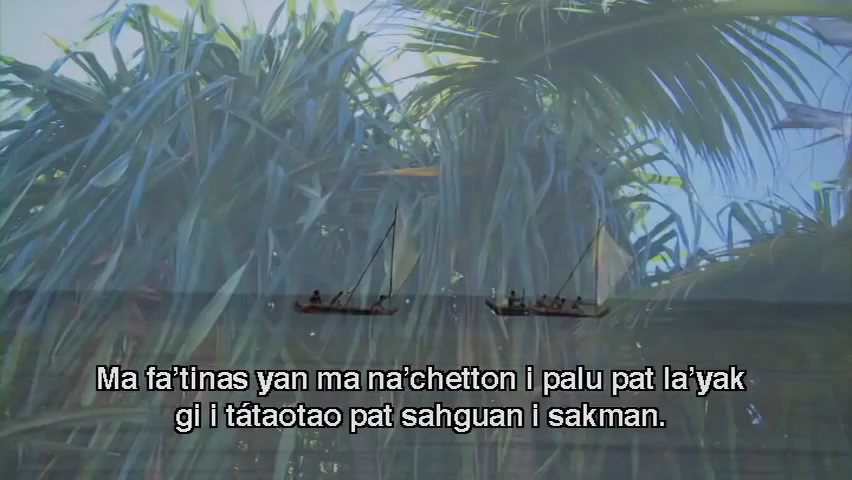 Ma fa’tinas yan ma na’chetton i palu pat la’yak
gi i tátaotao pat sahguan i sakman.